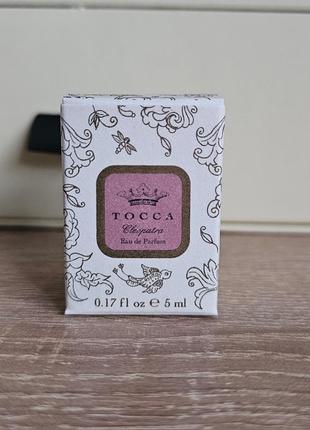 TOCCA
Cleopatra
Eau de Parfum
0.17 fl oz e 5 ml